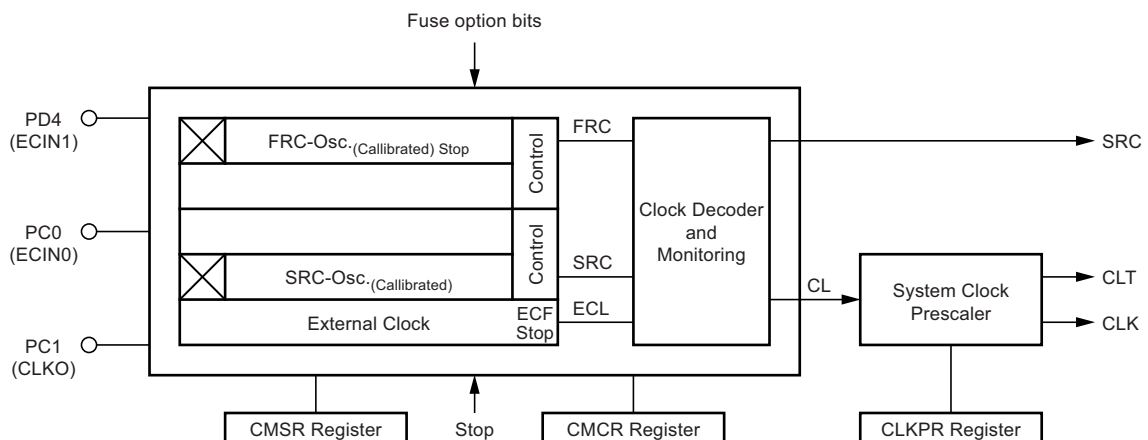 Fuse option bits
PD4
(ECIN1)
FRC-Osc.(Callibrated) Stop
Control
FRC
SRC
PC0
(ECIN0)
Clock Decoder
and
Monitoring
SRC-Osc.(Callibrated)
Control
SRC
CL
System Clock
Prescaler
CLT
CLK
External Clock
ECF
Stop
ECL
PC1
(CLKO)
CMSR Register
Stop
CMCR Register
CLKPR Register